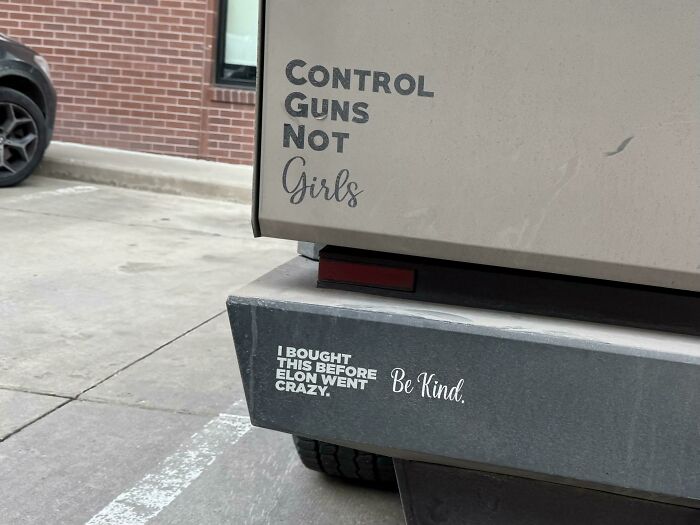 CONTROL
GUNS
NOT
Girls
I BOUGHT
THIS BEFORE
ELON WENT
CRAZY.
Be Kind.